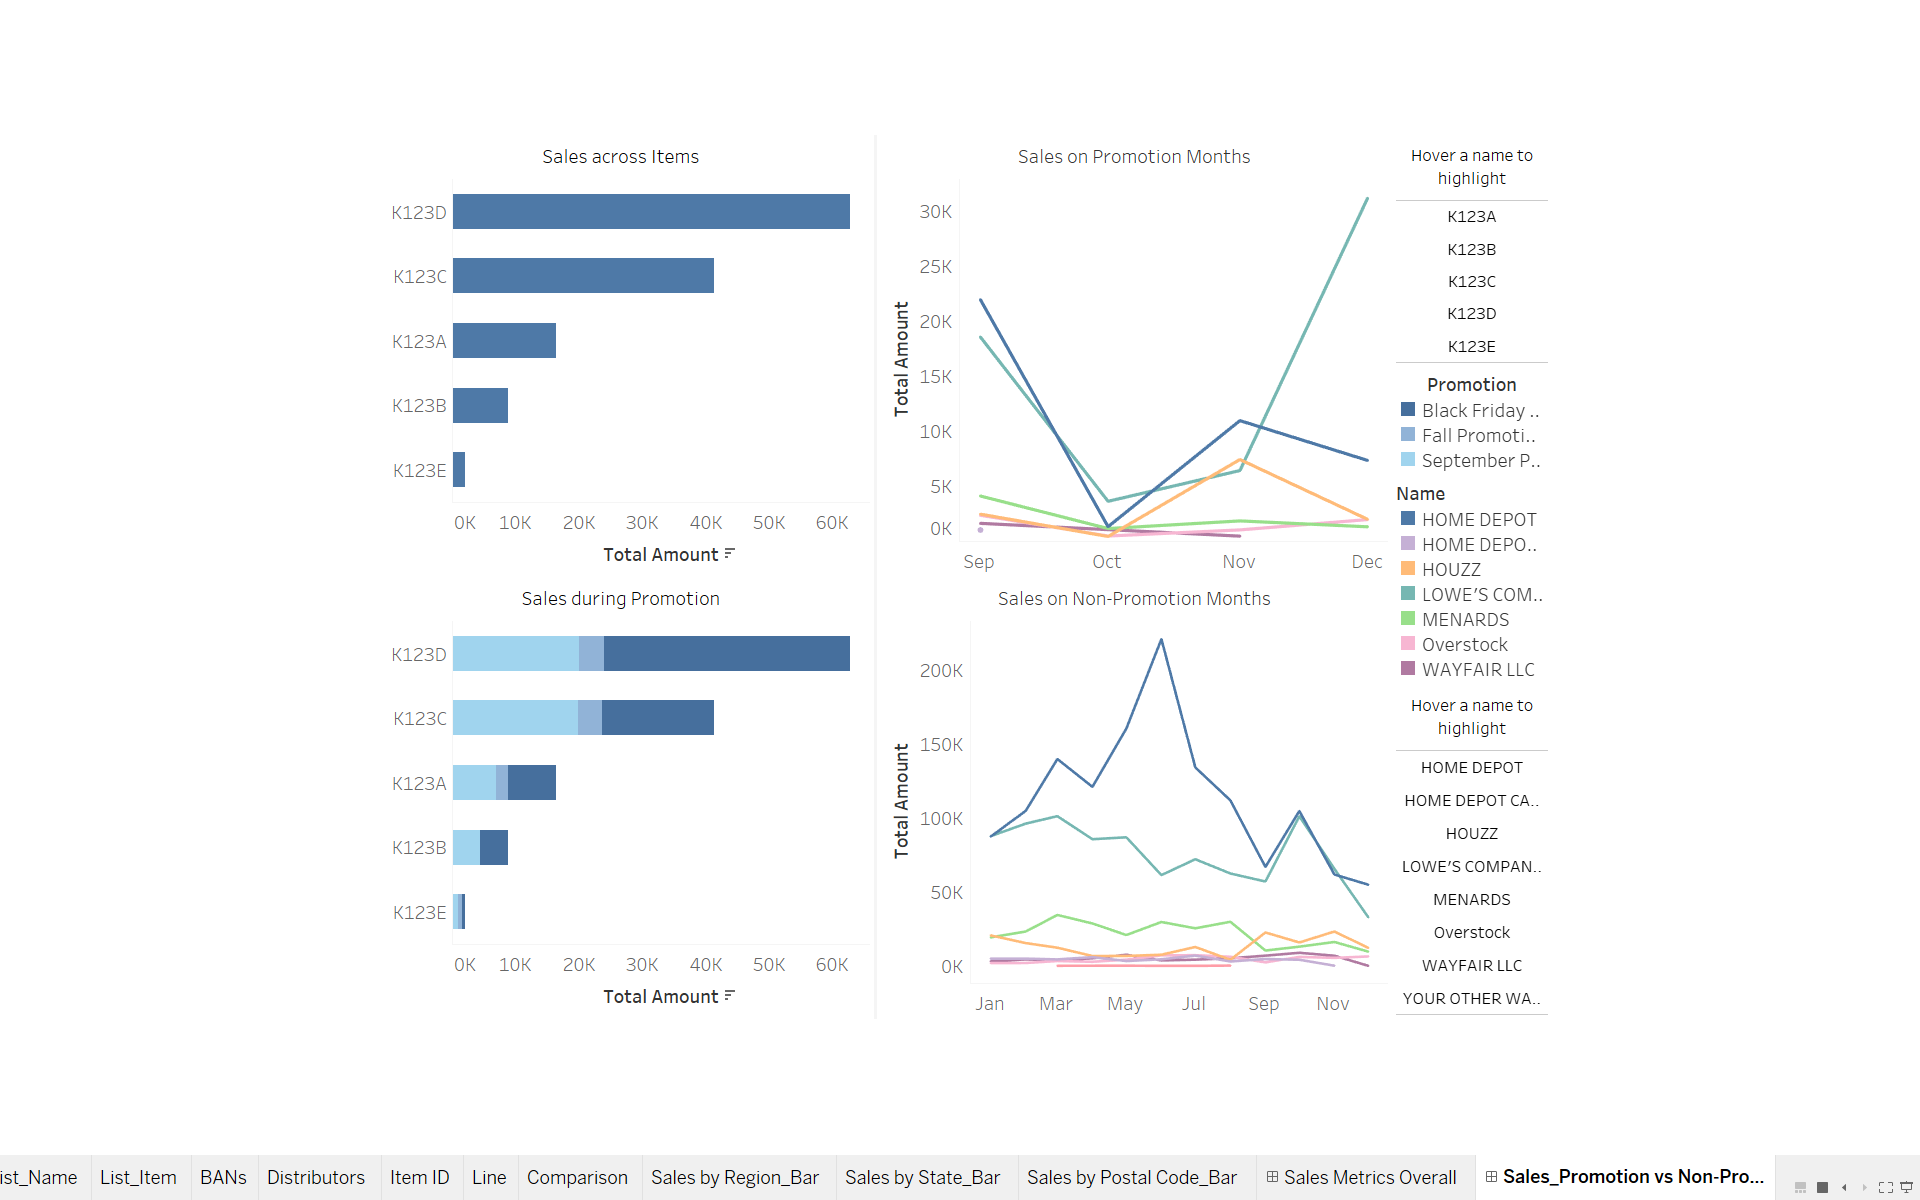 Sales across Items
K123D
K123C
K123A
K123B
K123E
0K 10K 20K 30K 40K 50K 60K
Total Amount
Sales during Promotion
K123D
K123C
K123A
K123B
K123E
0K 10K 20K 30K 40K 50K 60K
Total Amount
Sales on Promotion Months
30K
25K
20K
15K
10K
5K
0K
Total Amount
Sep Oct Nov Dec
Sales on Non-Promotion Months
200K
150K
100K
50K
0K
Total Amount
Jan Mar May Jul Sep Nov
Hover a name to
highlight
K123A
K123B
K123C
K123D
K123E
Promotion
Black Friday ..
Fall Promoti..
September P..
Name
HOME DEPOT
HOME DEPO..
HOUZZ
LOWE'S COM..
MENARDS
Overstock
WAYFAIR LLC
Hover a name to
highlight
HOME DEPOT
HOME DEPOT CA..
HOUZZ
LOWE'S COMPAN..
MENARDS
Overstock
WAYFAIR LLC
YOUR OTHER WA..
ist_Name List_Item BANs Distributors Item ID Line Comparison Sales by Region_Bar Sales by State_Bar Sales by Postal Code_Bar Sales Metrics Overall Sales_Promotion vs Non-Pro...